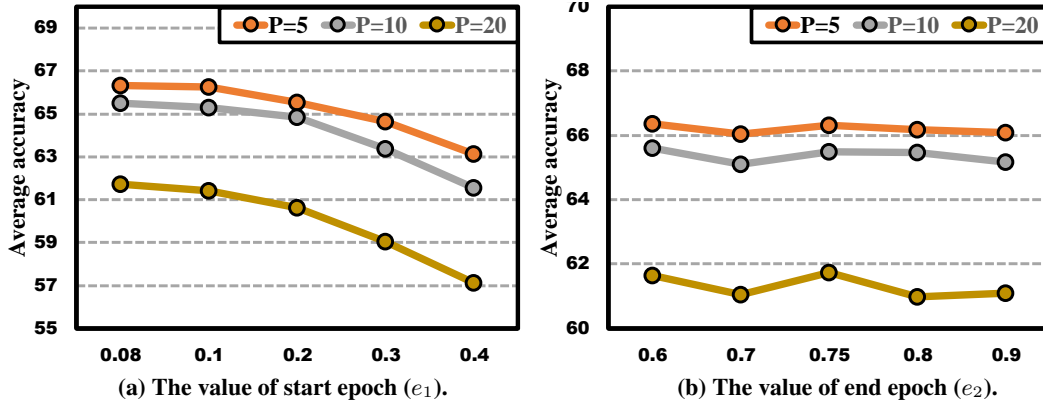 P=5 P=10 P=20
69
67
65
63
61
59
57
55
Average accuracy
0.08 0.1 0.2 0.3 0.4
(a) The value of start epoch (e₁).
P=5 P=10 P=20
70
68
66
64
62
60
Average accuracy
0.6 0.7 0.75 0.8 0.9
(b) The value of end epoch (e₂).